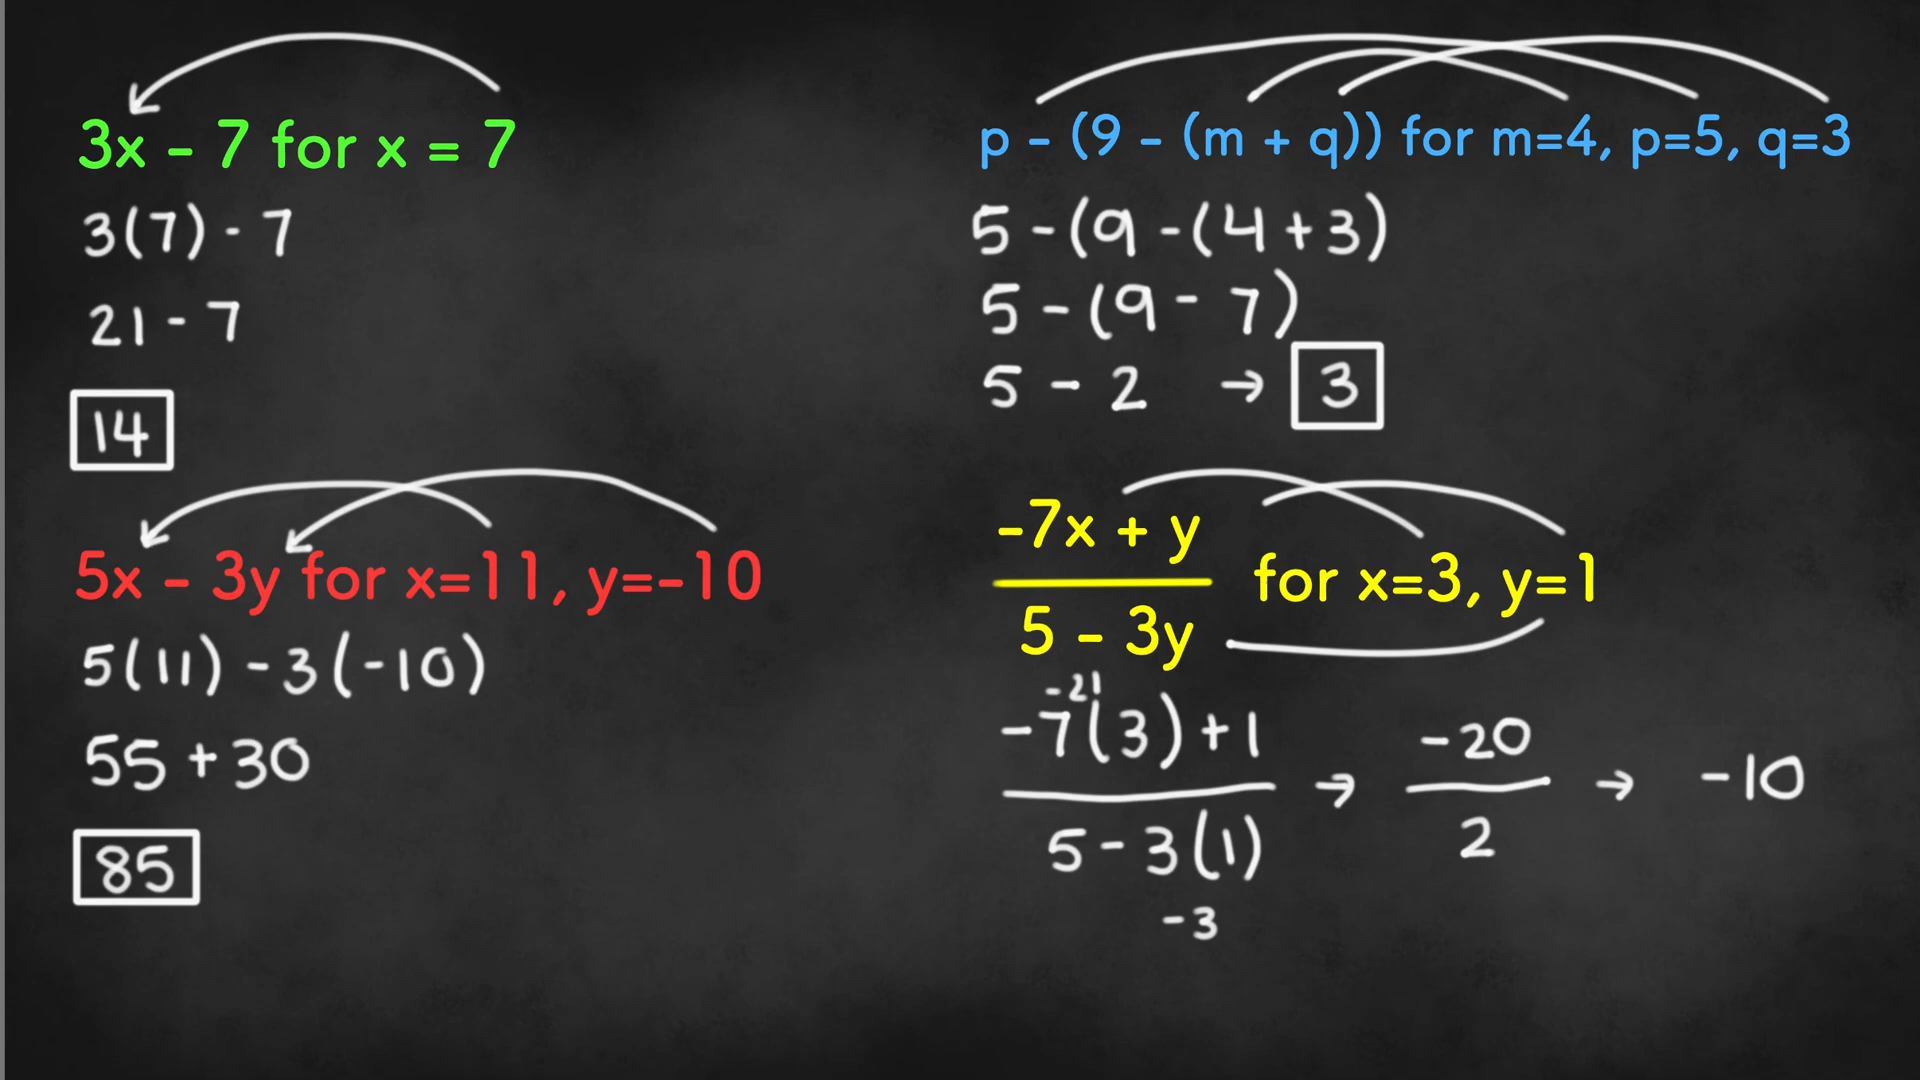 3x - 7 for x = 7
3(7) - 7
21 - 7
14
5x - 3y for x=11, y=-10
5(11) - 3(-10)
55 + 30
85
p - (9 - (m + q)) for m=4, p=5, q=3
5 - (9 - (4 + 3)
5 - (9 - 7)
5 - 2 → 3
-7x + y
for x=3, y=1
5 - 3y
-21
-7(3) + 1
5 - 3(1)
-3
→ -20
2
→ -10